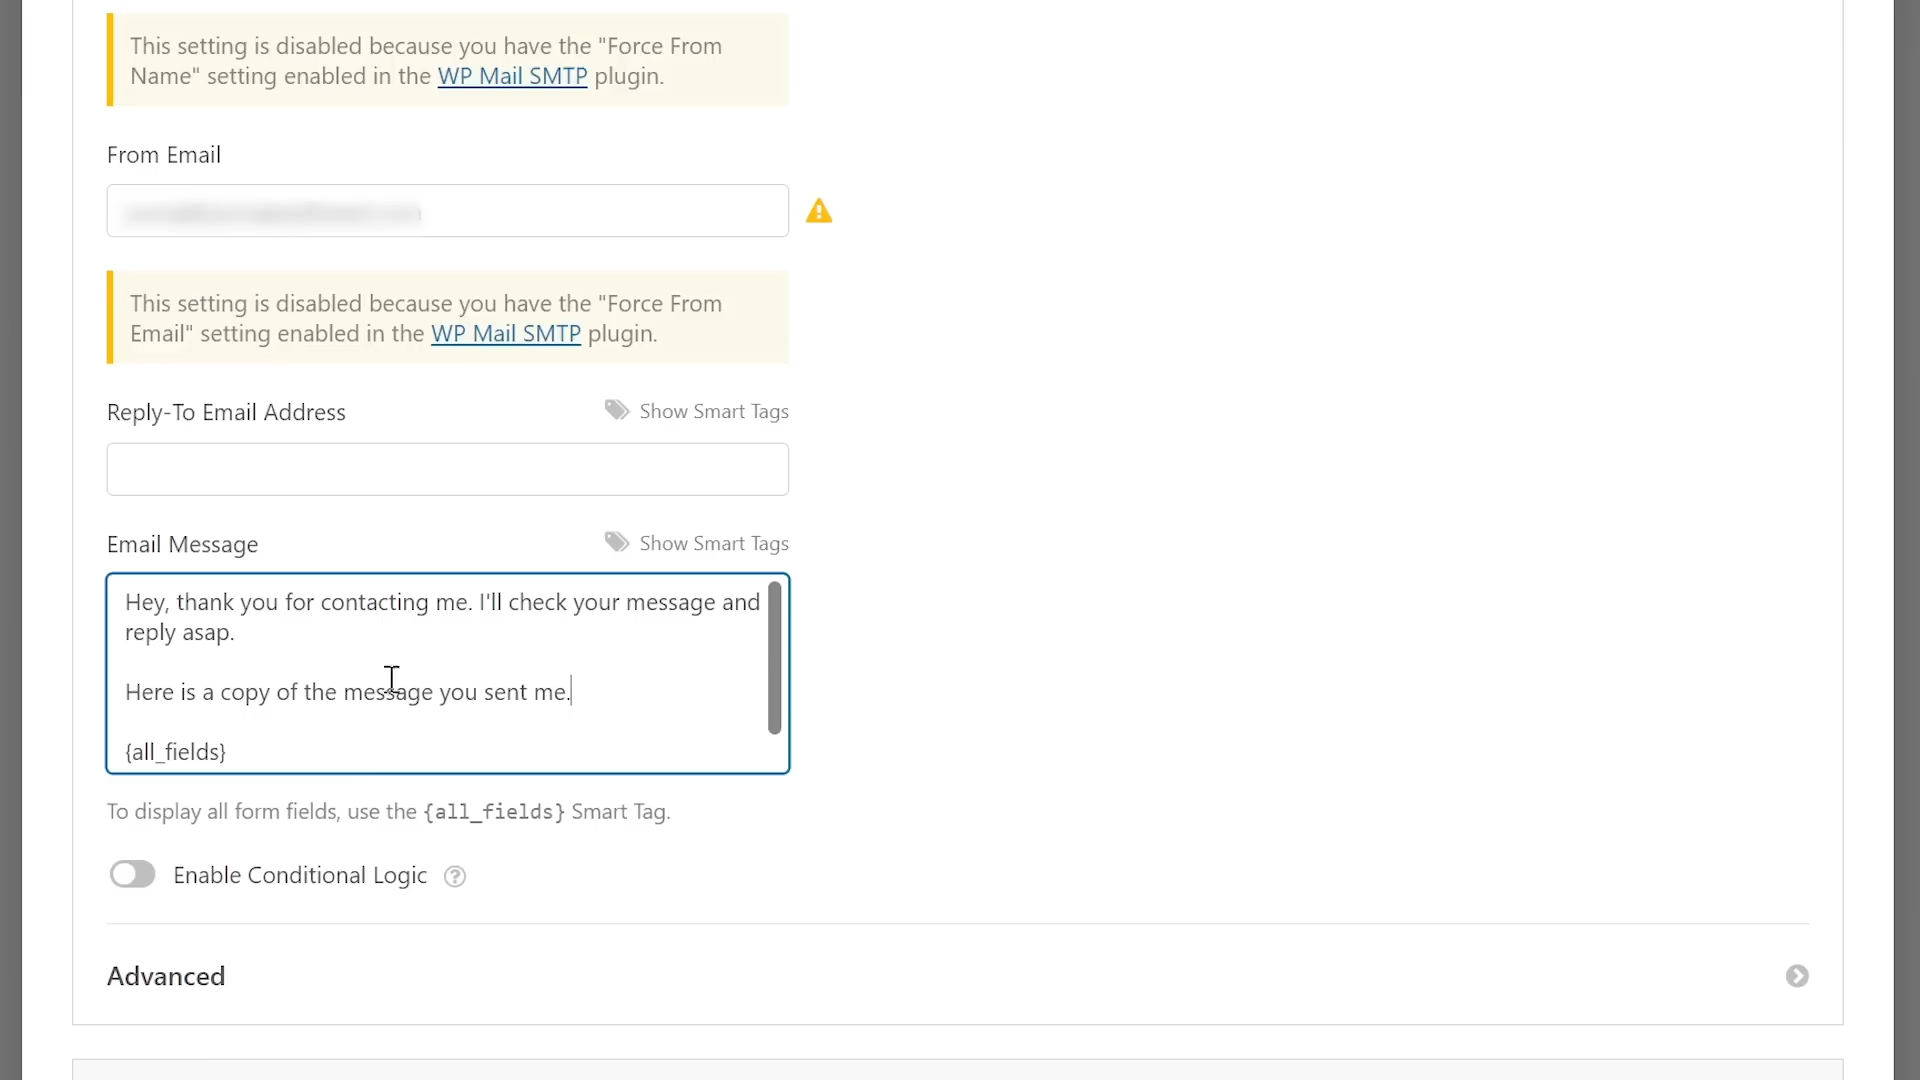 This setting is disabled because you have the "Force From
Name" setting enabled in the WP Mail SMTP plugin.
From Email
This setting is disabled because you have the "Force From
Email" setting enabled in the WP Mail SMTP plugin.
Reply-To Email Address
Show Smart Tags
Email Message
Show Smart Tags
Hey, thank you for contacting me. I'll check your message and
reply asap.
Here is a copy of the message you sent me.
{all_fields}
To display all form fields, use the {all_fields} Smart Tag.
Enable Conditional Logic
Advanced